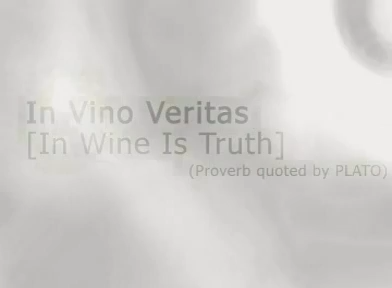 In Vino Veritas
[In Wine Is Truth]
(Proverb quoted by PLATO)